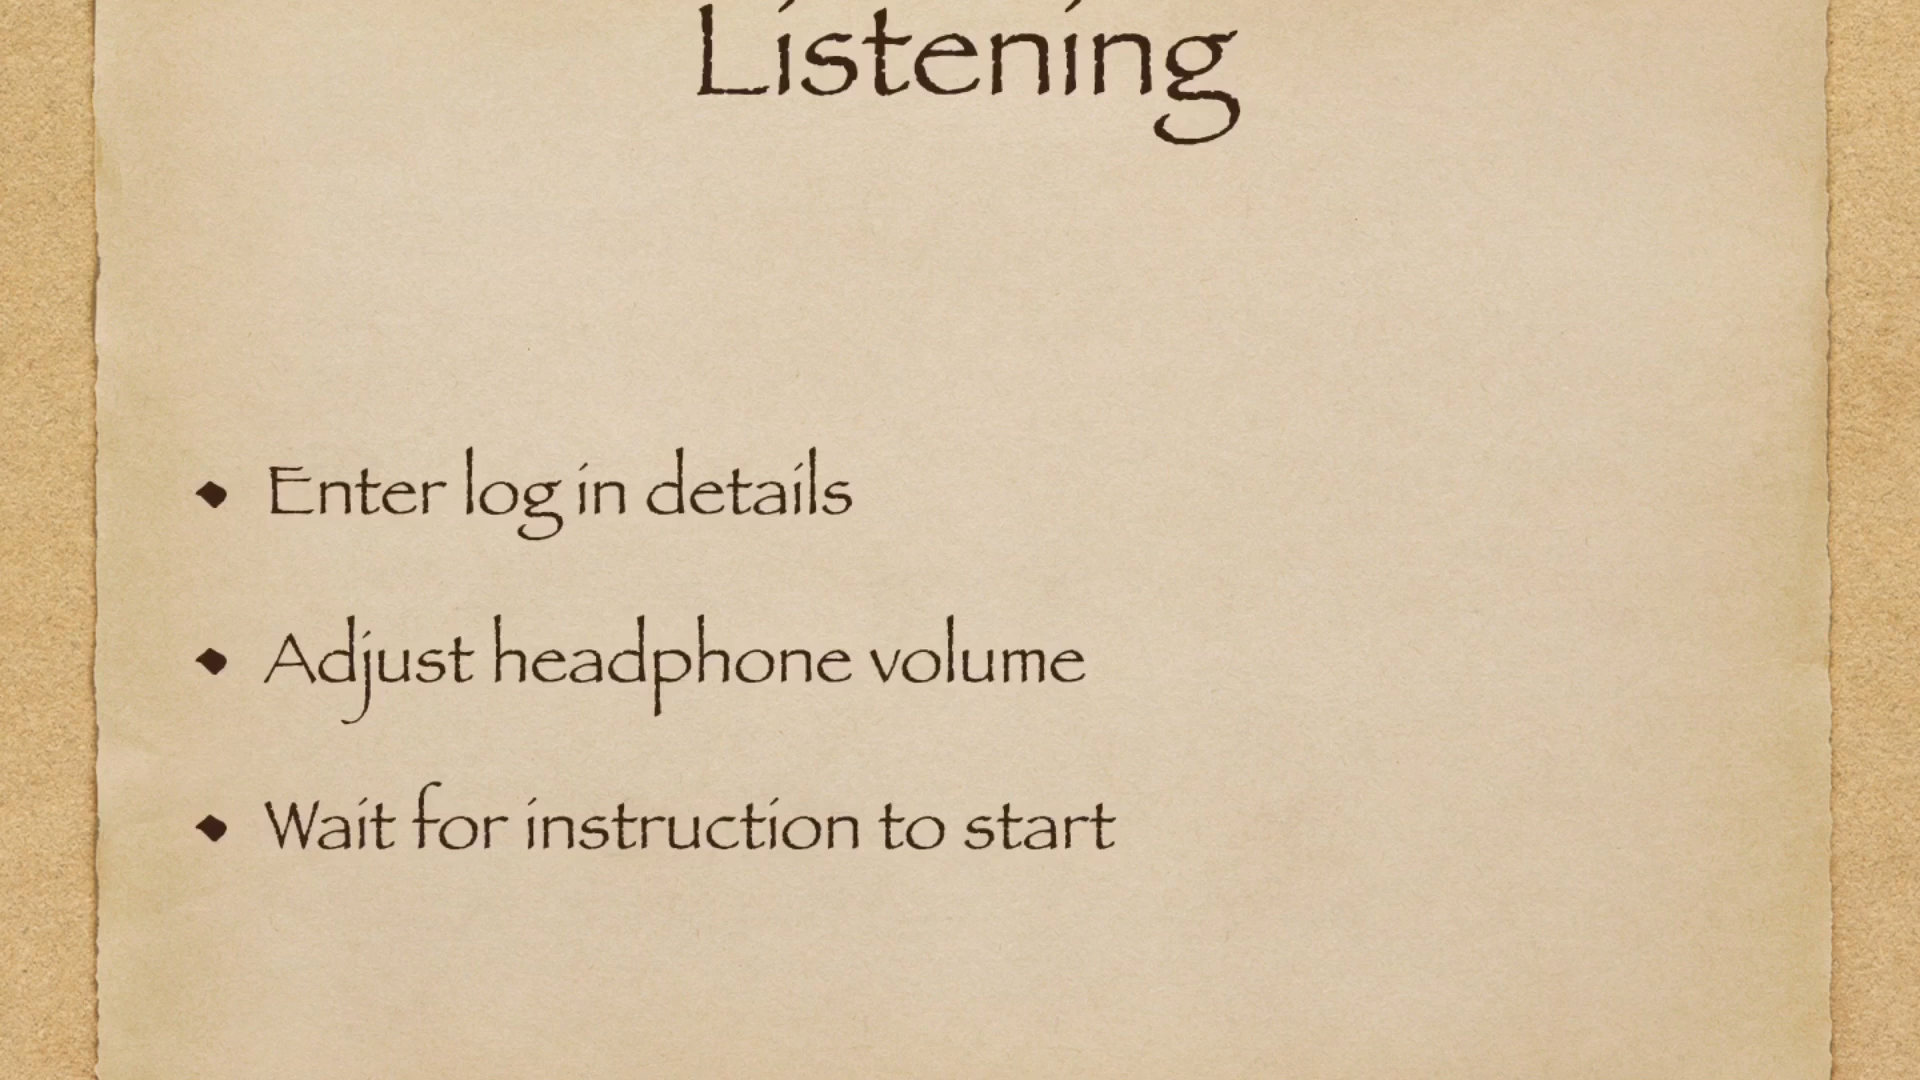 Listening
• Enter log in details
• Adjust headphone volume
• Wait for instruction to start